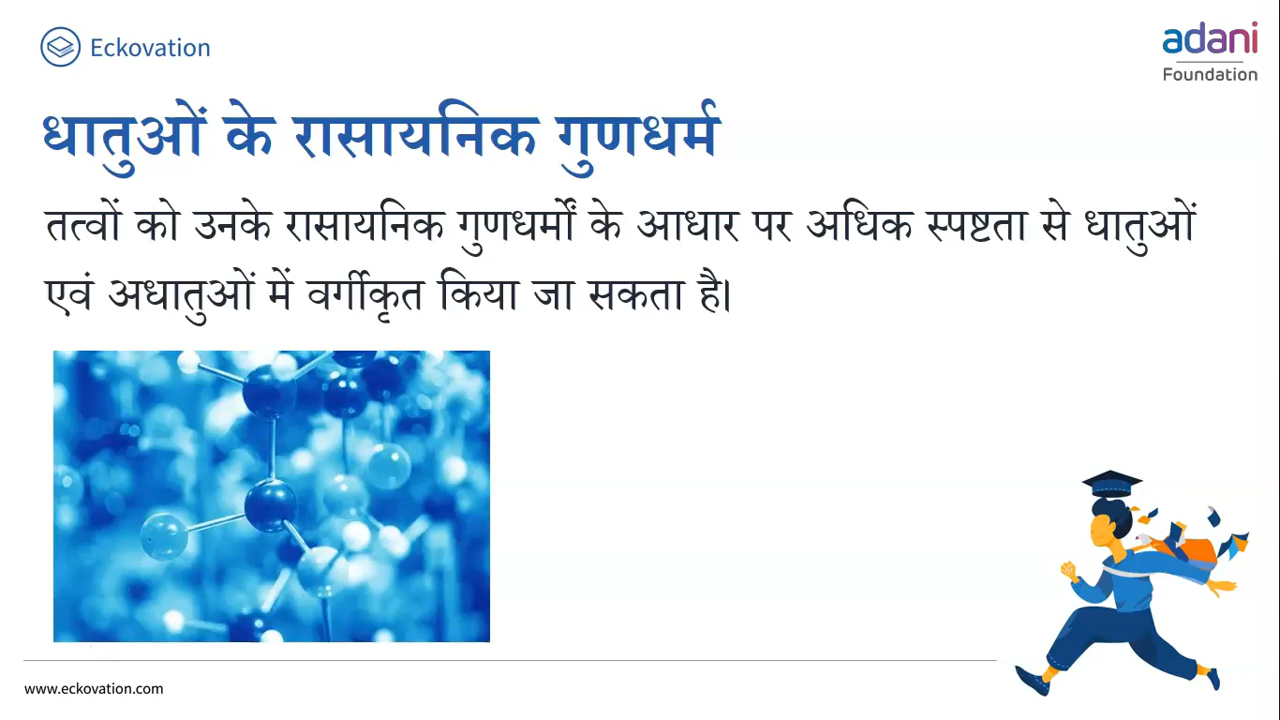 Eckovation
adani
Foundation
धातुओं के रासायनिक गुणधर्म
तत्वों को उनके रासायनिक गुणधर्मों के आधार पर अधिक स्पष्टता से धातुओं
एवं अधातुओं में वर्गीकृत किया जा सकता है।
www.eckovation.com